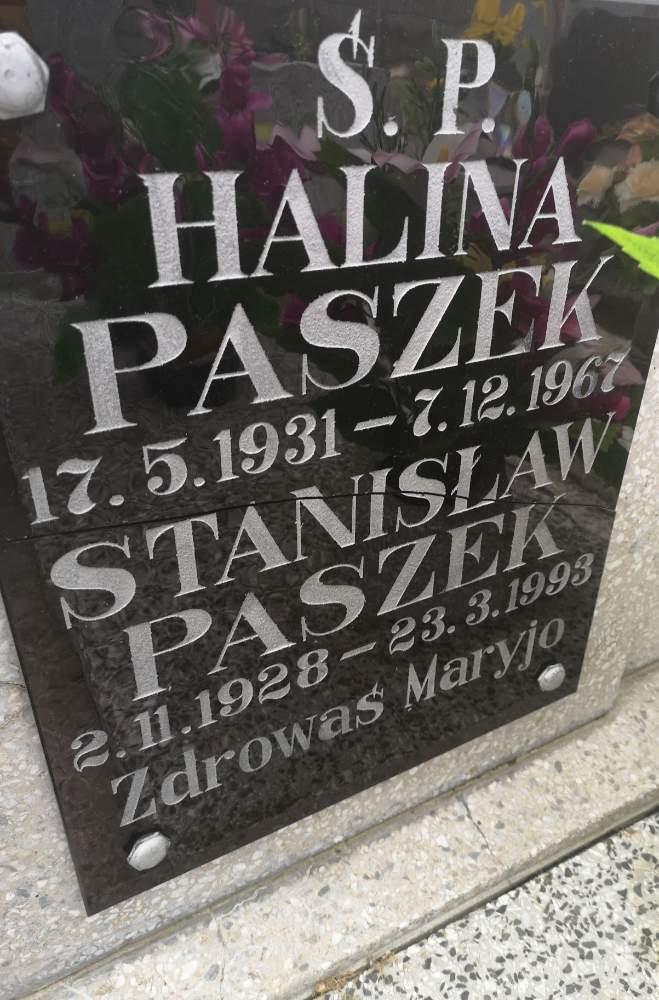 Ś. P.
HALINA
PASZEK
17. 5. 1931 – 7. 12. 1967
STANISŁAW
PASZEK
2. 11. 1928 – 23. 3. 1993
Zdrowaś Maryjo